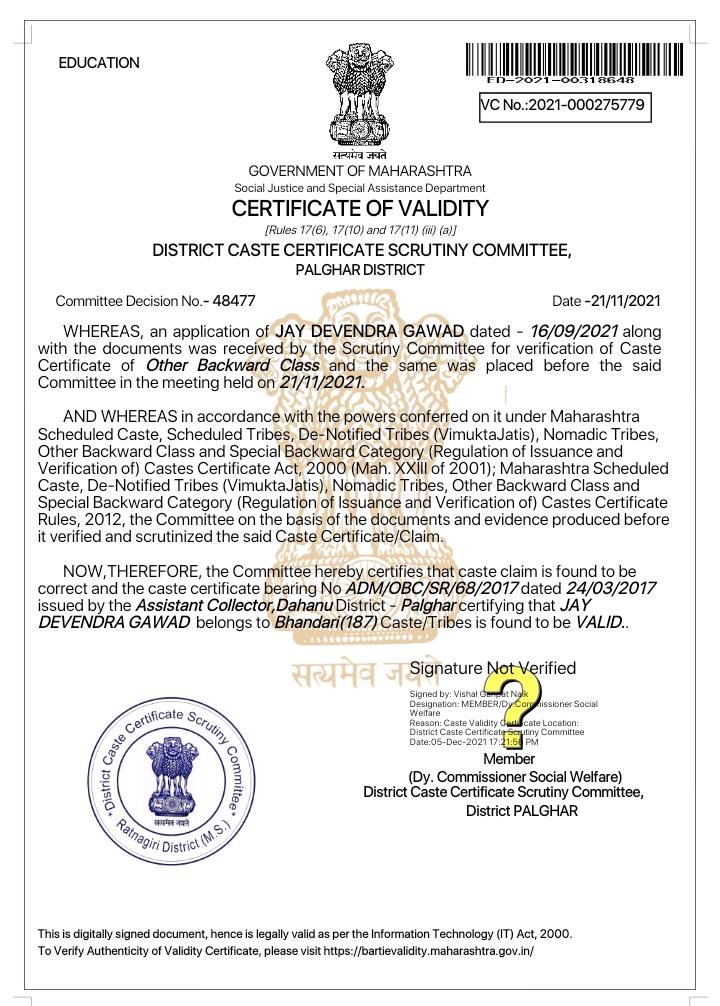 EDUCATION
ED-2021-00318648
VC No.:2021-000275779
सत्यमेव जयते
GOVERNMENT OF MAHARASHTRA
Social Justice and Special Assistance Department
CERTIFICATE OF VALIDITY
[Rules 17(6), 17(10) and 17(11) (iii) (a)]
DISTRICT CASTE CERTIFICATE SCRUTINY COMMITTEE,
PALGHAR DISTRICT
Committee Decision No.- 48477
Date -21/11/2021
WHEREAS, an application of JAY DEVENDRA GAWAD dated - 16/09/2021 along
with the documents was received by the Scrutiny Committee for verification of Caste
Certificate of Other Backward Class and the same was placed before the said
Committee in the meeting held on 21/11/2021.
AND WHEREAS in accordance with the powers conferred on it under Maharashtra
Scheduled Caste, Scheduled Tribes, De-Notified Tribes (VimuktaJatis), Nomadic Tribes,
Other Backward Class and Special Backward Category (Regulation of Issuance and
Verification of) Castes Certificate Act, 2000 (Mah. XXIII of 2001); Maharashtra Scheduled
Caste, De-Notified Tribes (VimuktaJatis), Nomadic Tribes, Other Backward Class and
Special Backward Category (Regulation of Issuance and Verification of) Castes Certificate
Rules, 2012, the Committee on the basis of the documents and evidence produced before
it verified and scrutinized the said Caste Certificate/Claim.
NOW,THEREFORE, the Committee hereby certifies that caste claim is found to be
correct and the caste certificate bearing No ADM/OBC/SR/68/2017 dated 24/03/2017
issued by the Assistant Collector,Dahanu District - Palghar certifying that JAY
DEVENDRA GAWAD belongs to Bhandari(187) Caste/Tribes is found to be VALID..
सत्यमेव जयते
Signature Not Verified
Signed by: Vishal Ganpat Naik
Designation: MEMBER/Dy.Commissioner Social
Welfare
Reason: Caste Validity Certificate Location:
District Caste Certificate Scrutiny Committee
Date:05-Dec-2021 17:21:56 PM
?
Member
(Dy. Commissioner Social Welfare)
District Caste Certificate Scrutiny Committee,
District PALGHAR
* District Caste Certificate Scrutiny Committee *
सत्यमेव जयते
Ratnagiri District (M.S.)
This is digitally signed document, hence is legally valid as per the Information Technology (IT) Act, 2000.
To Verify Authenticity of Validity Certificate, please visit https://bartievalidity.maharashtra.gov.in/